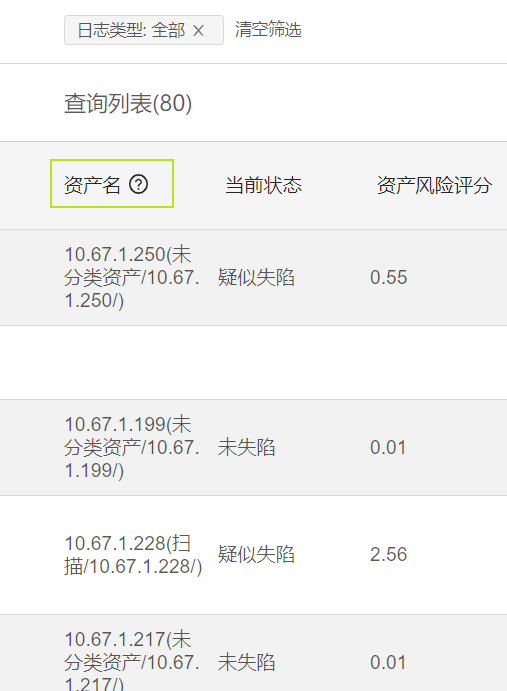 日志类型: 全部 × 清空筛选
查询列表(80)
资产名 ? 当前状态 资产风险评分
10.67.1.250(未
分类资产/10.67.
1.250/)
疑似失陷
0.55
10.67.1.199(未
分类资产/10.67.
1.199/)
未失陷
0.01
10.67.1.228(扫
描/10.67.1.228/)
疑似失陷
2.56
10.67.1.217(未
分类资产/10.67.
1.217/)
未失陷
0.01